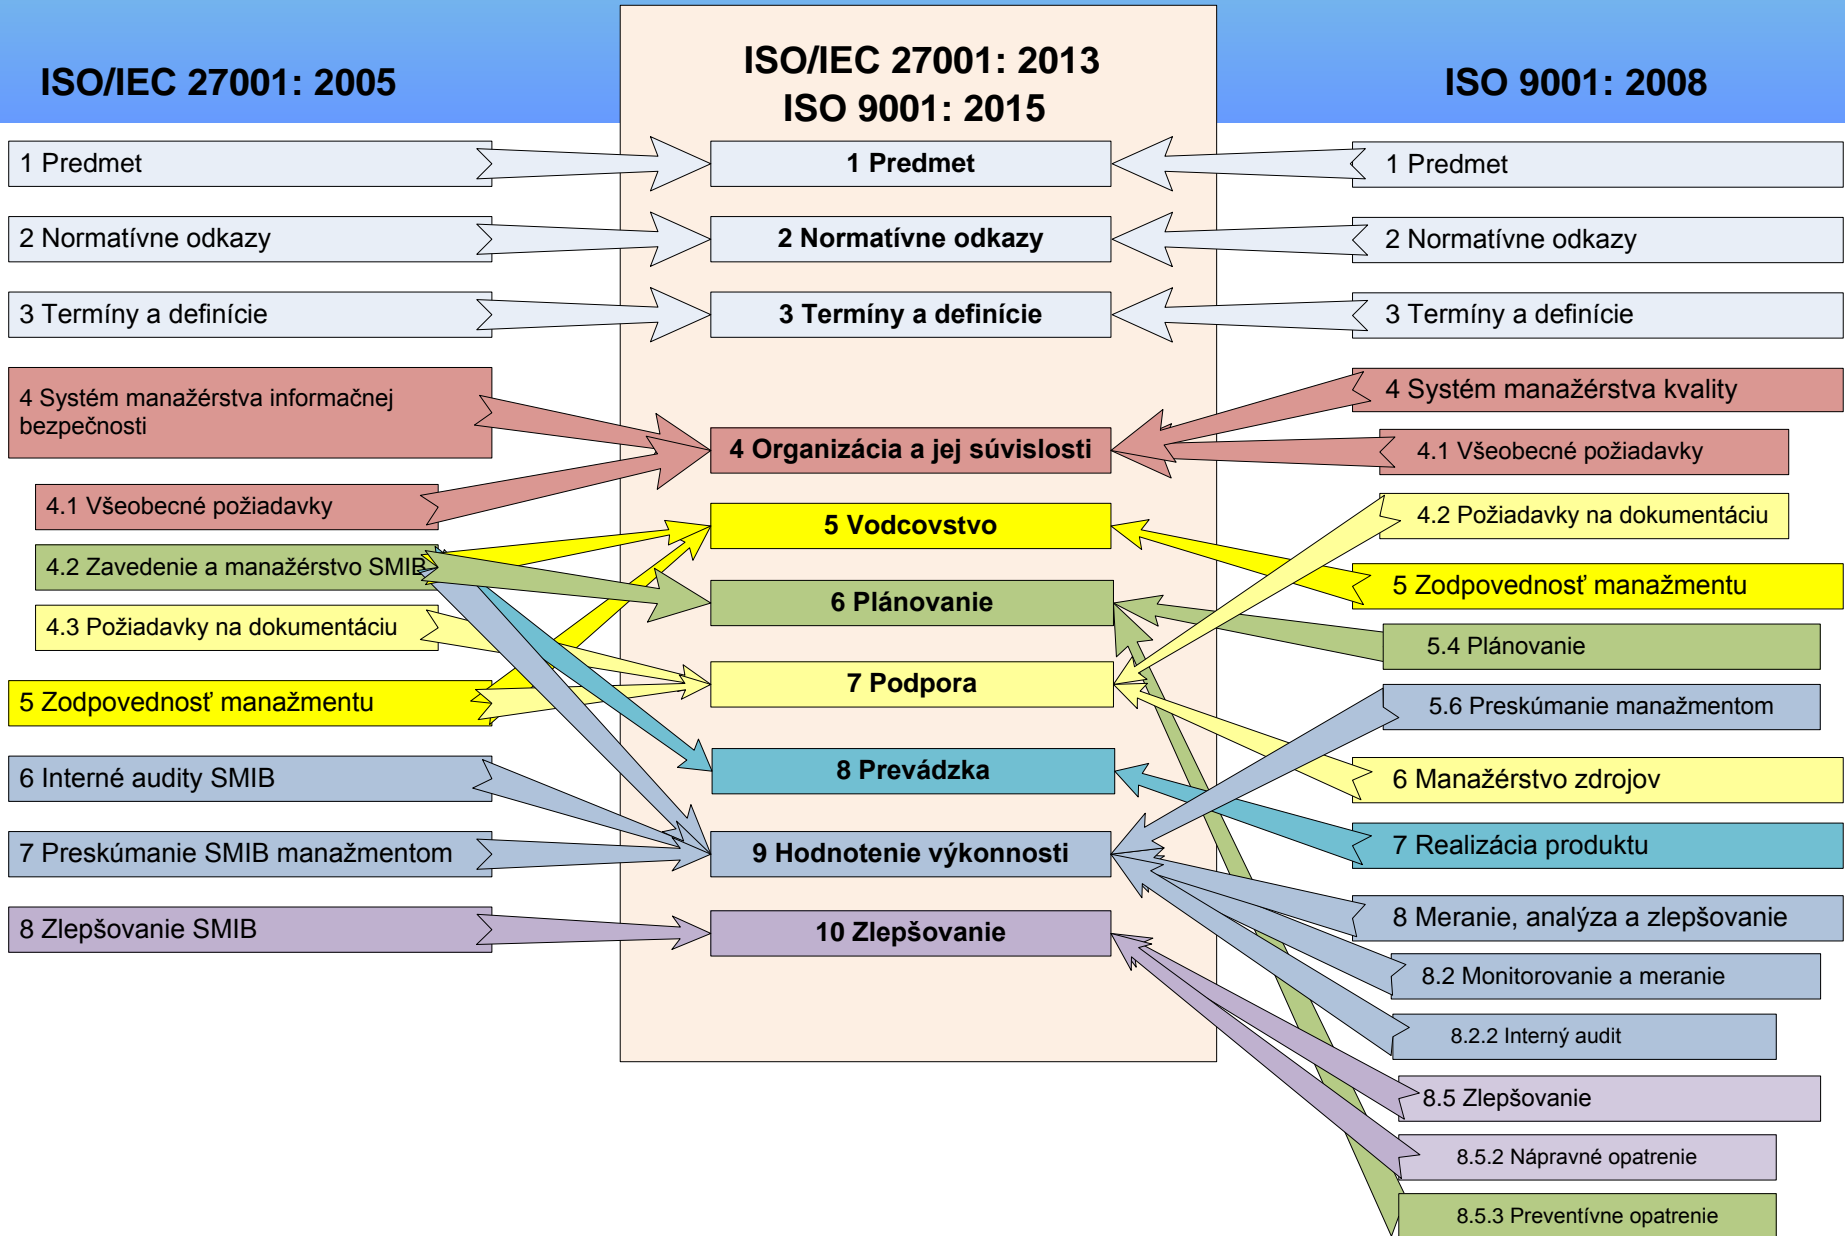 ISO/IEC 27001: 2005
ISO/IEC 27001: 2013
ISO 9001: 2015
ISO 9001: 2008
1 Predmet
2 Normatívne odkazy
3 Termíny a definície
4 Systém manažérstva informačnej
bezpečnosti
4.1 Všeobecné požiadavky
4.2 Zavedenie a manažérstvo SMIB
4.3 Požiadavky na dokumentáciu
5 Zodpovednosť manažmentu
6 Interné audity SMIB
7 Preskúmanie SMIB manažmentom
8 Zlepšovanie SMIB
1 Predmet
2 Normatívne odkazy
3 Termíny a definície
4 Organizácia a jej súvislosti
5 Vodcovstvo
6 Plánovanie
7 Podpora
8 Prevádzka
9 Hodnotenie výkonnosti
10 Zlepšovanie
1 Predmet
2 Normatívne odkazy
3 Termíny a definície
4 Systém manažérstva kvality
4.1 Všeobecné požiadavky
4.2 Požiadavky na dokumentáciu
5 Zodpovednosť manažmentu
5.4 Plánovanie
5.6 Preskúmanie manažmentom
6 Manažérstvo zdrojov
7 Realizácia produktu
8 Meranie, analýza a zlepšovanie
8.2 Monitorovanie a meranie
8.2.2 Interný audit
8.5 Zlepšovanie
8.5.2 Nápravné opatrenie
8.5.3 Preventívne opatrenie